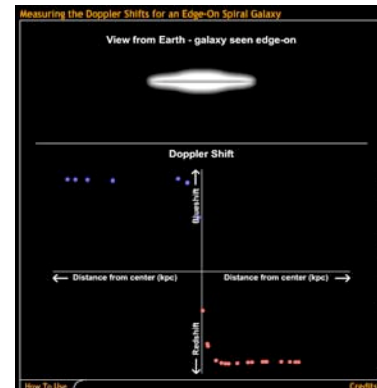 Measuring the Doppler Shifts for an Edge-On Spiral Galaxy
View from Earth - galaxy seen edge-on
Doppler Shift
Blueshift
Distance from center (kpc)
Distance from center (kpc)
Redshift
How To Use
Credits